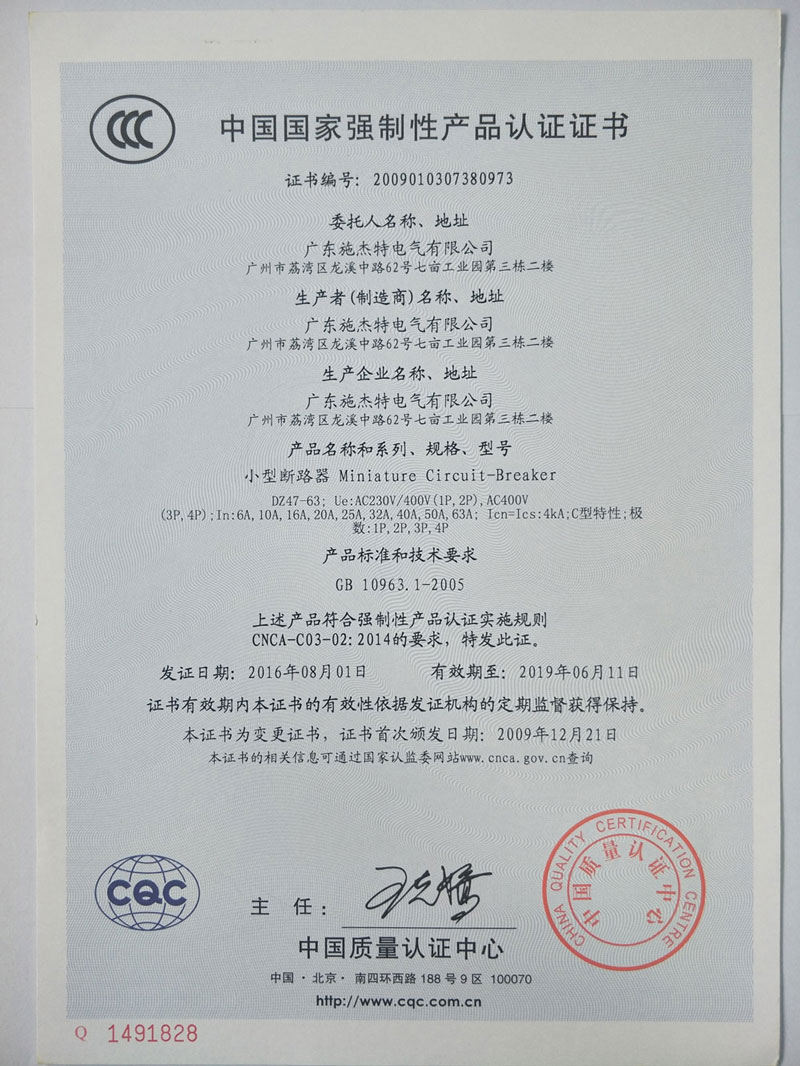 CCC
中国国家强制性产品认证证书
证书编号: 2009010307380973
委托人名称、地址
广东施杰特电气有限公司
广州市荔湾区龙溪中路62号七亩工业园第三栋二楼
生产者(制造商)名称、地址
广东施杰特电气有限公司
广州市荔湾区龙溪中路62号七亩工业园第三栋二楼
生产企业名称、地址
广东施杰特电气有限公司
广州市荔湾区龙溪中路62号七亩工业园第三栋二楼
产品名称和系列、规格、型号
小型断路器 Miniature Circuit-Breaker
DZ47-63; Ue:AC230V/400V(1P,2P),AC400V
(3P,4P);In:6A,10A,16A,20A,25A,32A,40A,50A,63A; Icn=Ics:4kA;C型特性;极
数:1P,2P,3P,4P
产品标准和技术要求
GB 10963.1-2005
上述产品符合强制性产品认证实施规则
CNCA-C03-02:2014的要求，特发此证。
发证日期: 2016年08月01日 有效期至: 2019年06月11日
证书有效期内本证书的有效性依据发证机构的定期监督获得保持。
本证书为变更证书，证书首次颁发日期: 2009年12月21日
本证书的相关信息可通过国家认监委网站www.cnca.gov.cn查询
CQC
主 任:
CHINA QUALITY CERTIFICATION CENTRE
中国质量认证中心
中国质量认证中心
中国·北京·南四环西路188号9区 100070
http://www.cqc.com.cn
Q 1491828